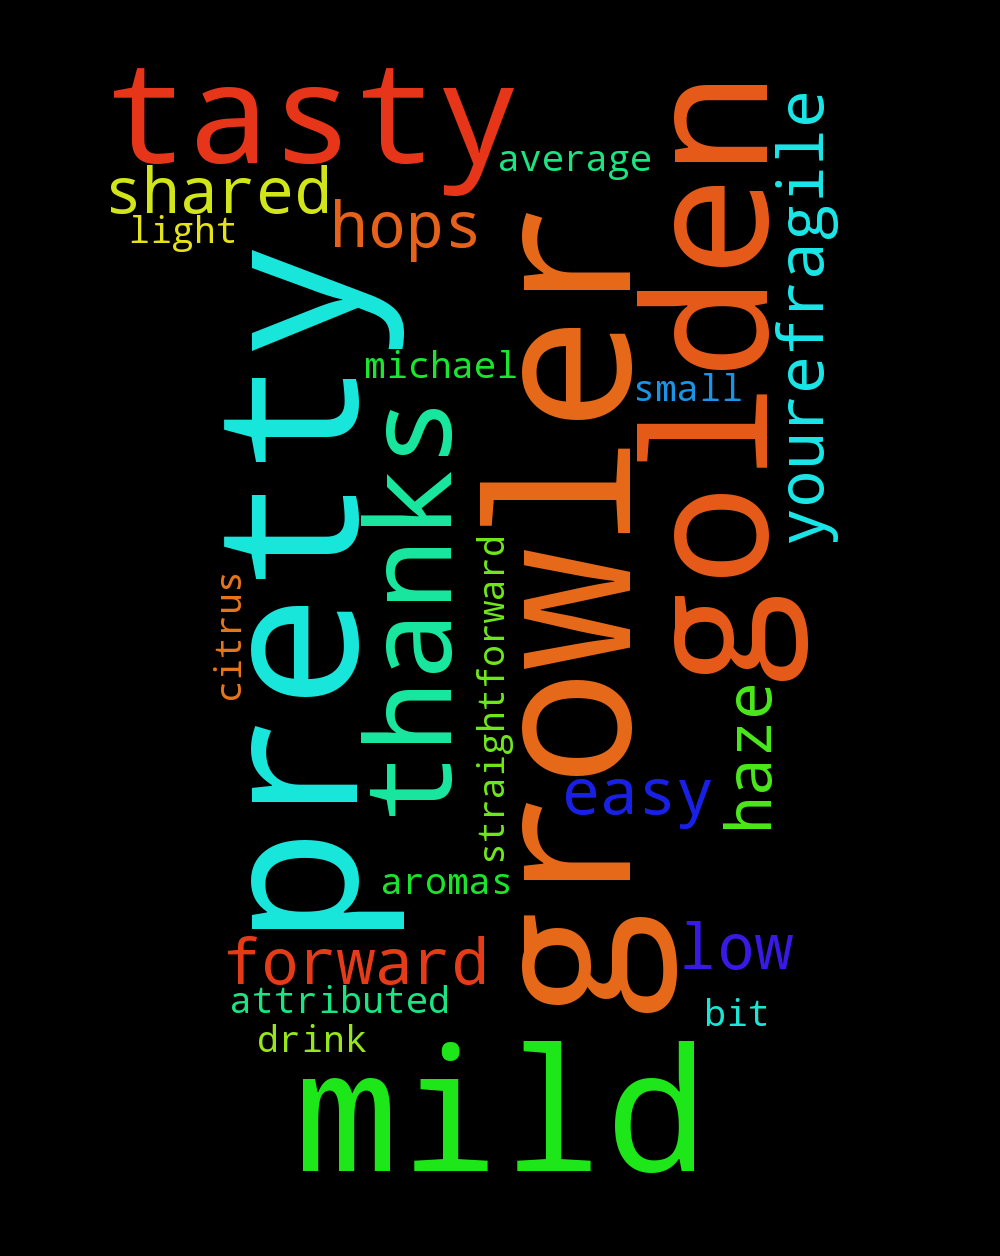 tasty
average
shared
hops
light
pretty
growler
golden
yourefragile
michael
small
thanks
straightforward
citrus
haze
easy
aromas
forward
low
attributed
bit
drink
mild